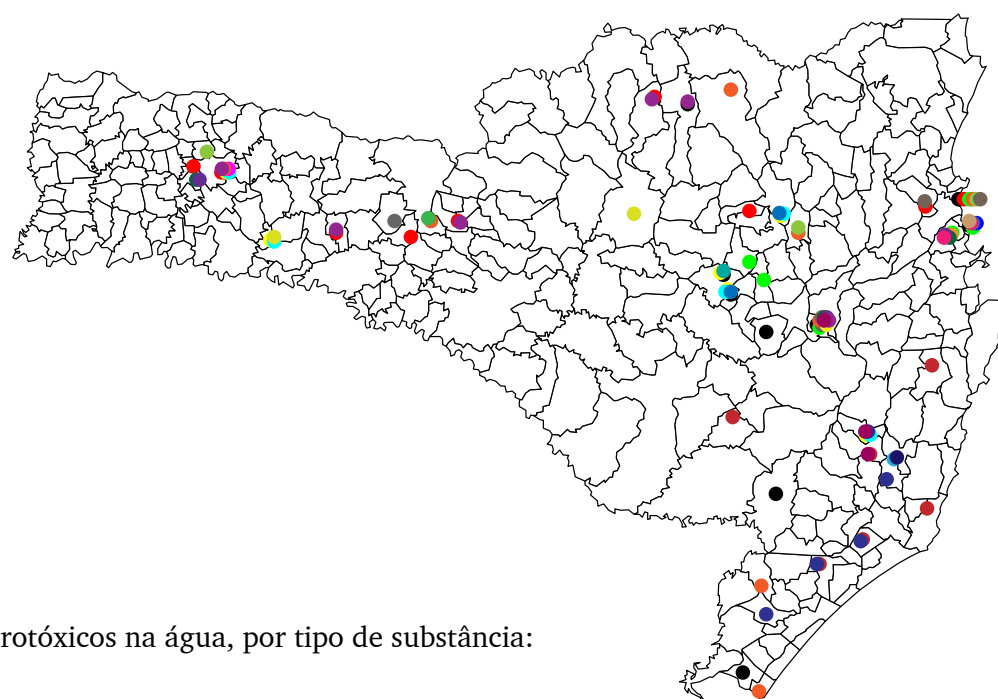 rotóxicos na água, por tipo de substância: